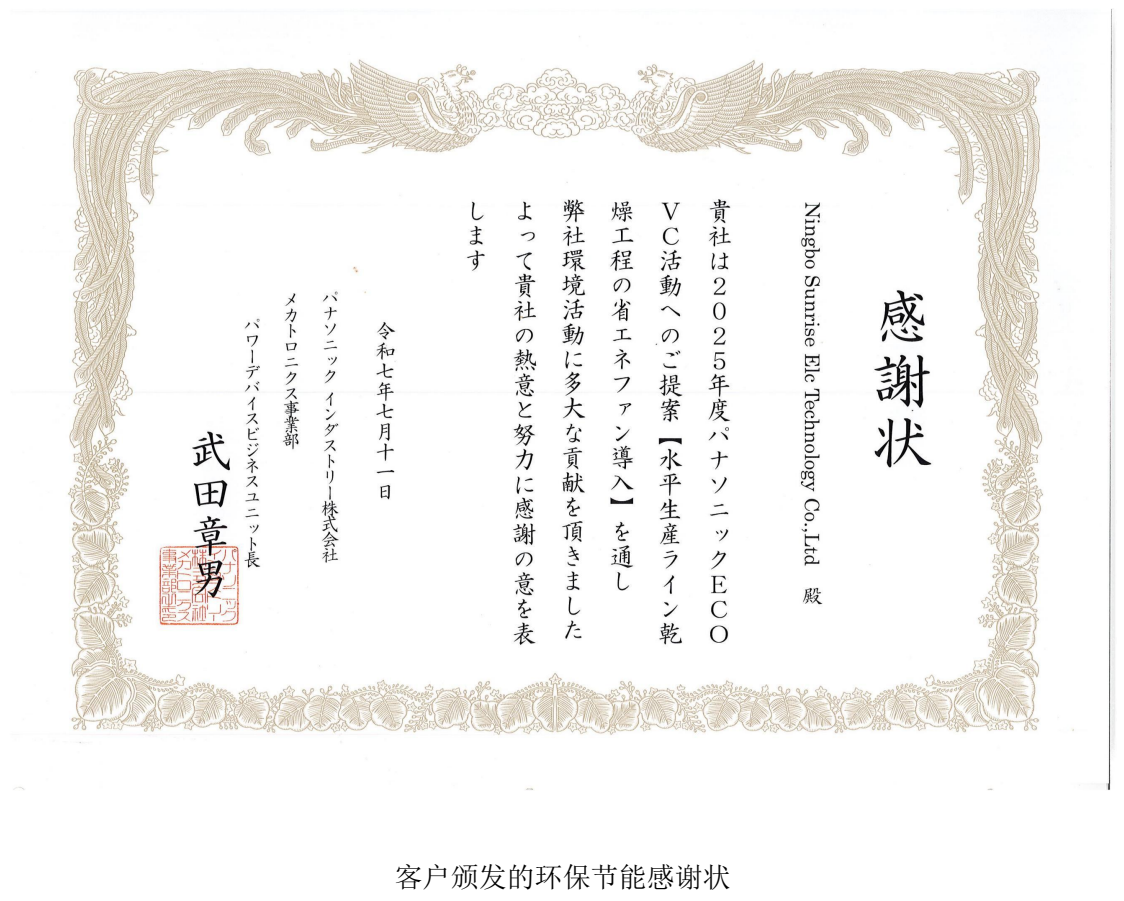 感謝状
Ningbo Sunrise Elc Technology Co.,Ltd 殿
貴社は2025年度パナソニックECO
VC活動へのご提案【水平生産ライン乾
燥工程の省エネファン導入】を通し
弊社環境活動に多大な貢献を頂きました
よって貴社の熱意と努力に感謝の意を表
します
令和七年七月十一日
パナソニック インダストリー株式会社
メカトロニクス事業部
パワーデバイスビジネスユニット長
武田章男
客户颁发的环保节能感谢状